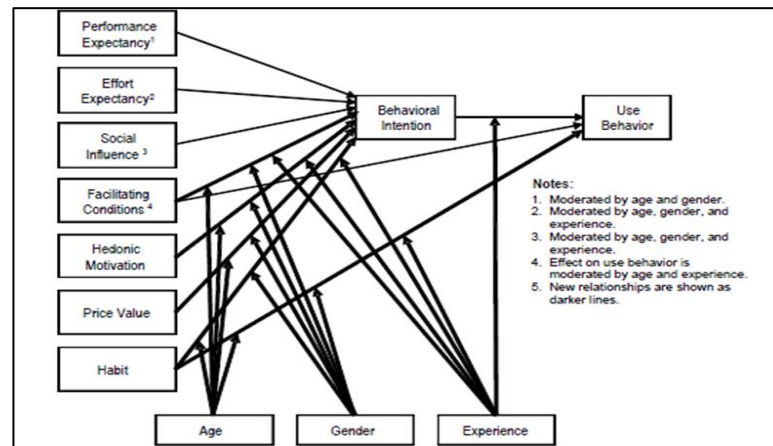 Performance
Expectancy1
Effort
Expectancy2
Social
Influence 3
Facilitating
Conditions 4
Hedonic
Motivation
Price Value
Habit
Behavioral
Intention
Use
Behavior
Notes:
1. Moderated by age and gender.
2. Moderated by age, gender, and
experience.
3. Moderated by age, gender, and
experience.
4. Effect on use behavior is
moderated by age and experience.
5. New relationships are shown as
darker lines.
Age
Gender
Experience